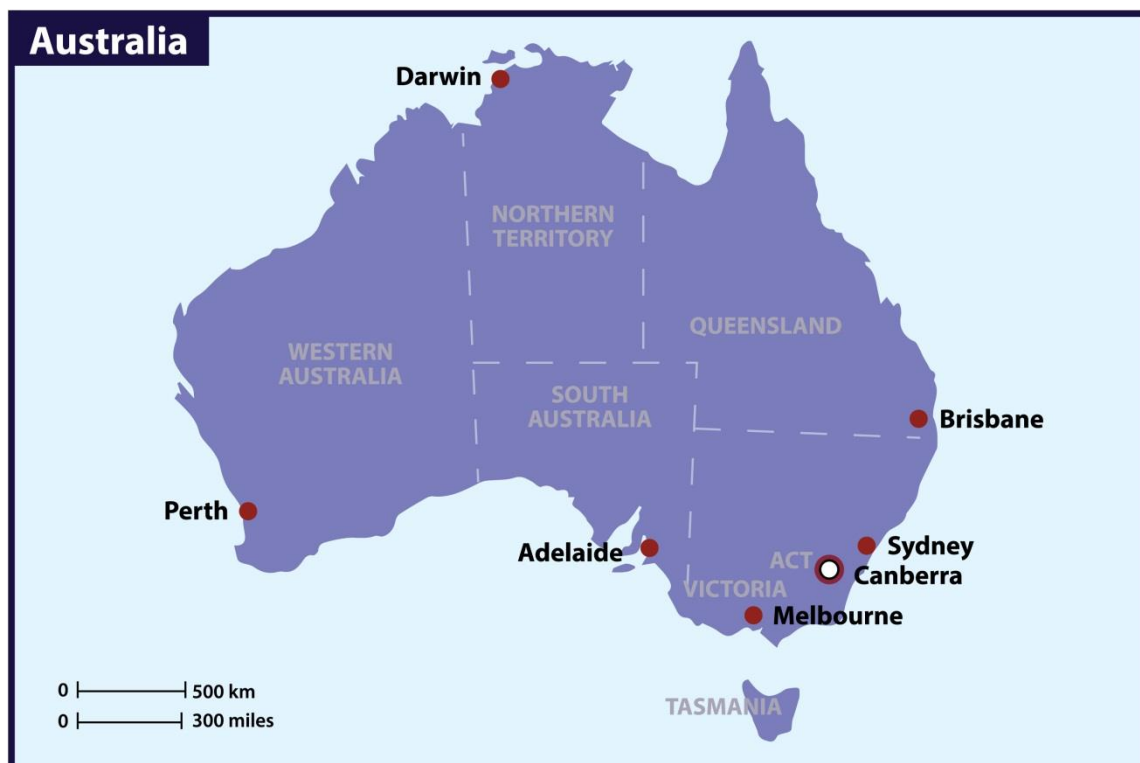 Australia
Darwin
NORTHERN
TERRITORY
QUEENSLAND
WESTERN
AUSTRALIA
SOUTH
AUSTRALIA
Brisbane
Perth
Adelaide
Sydney
ACT
Canberra
VICTORIA
Melbourne
0 500 km
0 300 miles
TASMANIA